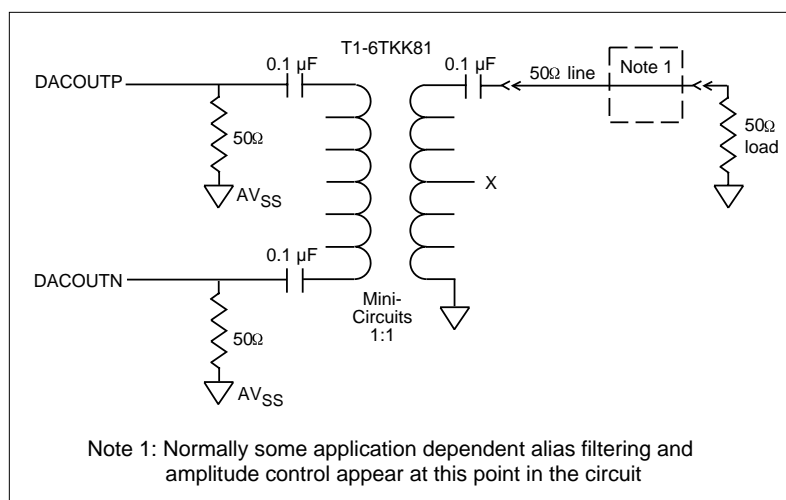 T1-6TKK81
0.1 µF
0.1 µF
50Ω line
Note 1
DACOUTP
50Ω
50Ω
load
AVSS
X
0.1 µF
DACOUTN
Mini-
Circuits
1:1
50Ω
AVSS
Note 1: Normally some application dependent alias filtering and
amplitude control appear at this point in the circuit